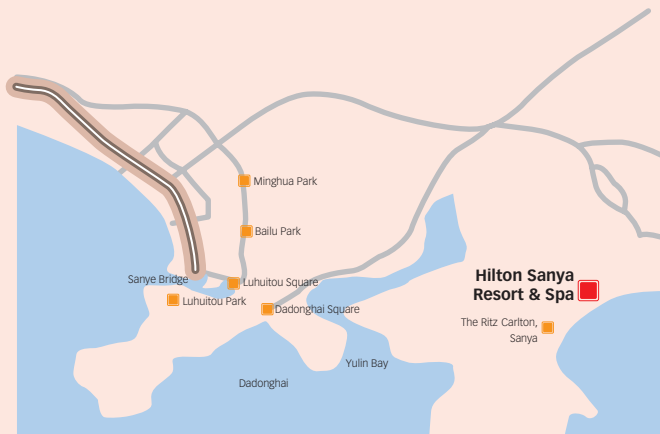 Minghua Park
Bailu Park
Sanye Bridge
Luhuitou Square
Luhuitou Park
Dadonghai Square
Hilton Sanya
Resort & Spa
The Ritz Carlton,
Sanya
Yulin Bay
Dadonghai